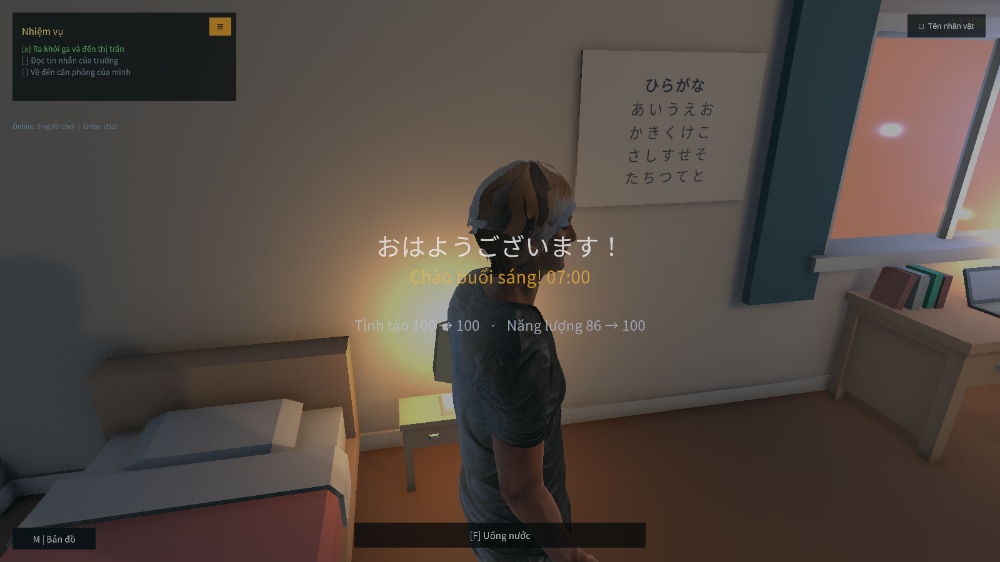 Nhiệm vụ
☰
[x] Ra khỏi ga và đến thị trấn
[ ] Đọc tin nhắn của trường
[ ] Về đến căn phòng của mình
Online: 1 người chơi | Enter: chat
□ Tên nhân vật
ひらがな
あいうえお
かきくけこ
さしすせそ
たちつてと
おはようございます！
Chào buổi sáng! 07:00
Tỉnh táo 100 → 100 · Năng lượng 86 → 100
[F] Uống nước
M | Bản đồ